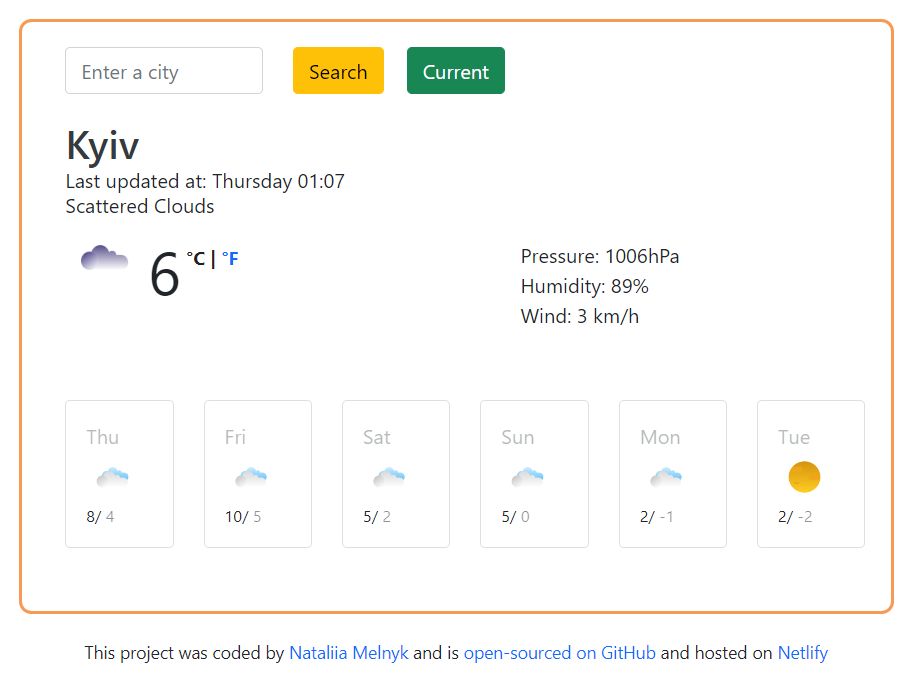 Enter a city Search Current
Kyiv
Last updated at: Thursday 01:07
Scattered Clouds
6 °C | °F
Pressure: 1006hPa
Humidity: 89%
Wind: 3 km/h
Thu
8/ 4
Fri
10/ 5
Sat
5/ 2
Sun
5/ 0
Mon
2/ -1
Tue
2/ -2
This project was coded by Nataliia Melnyk and is open-sourced on GitHub and hosted on Netlify